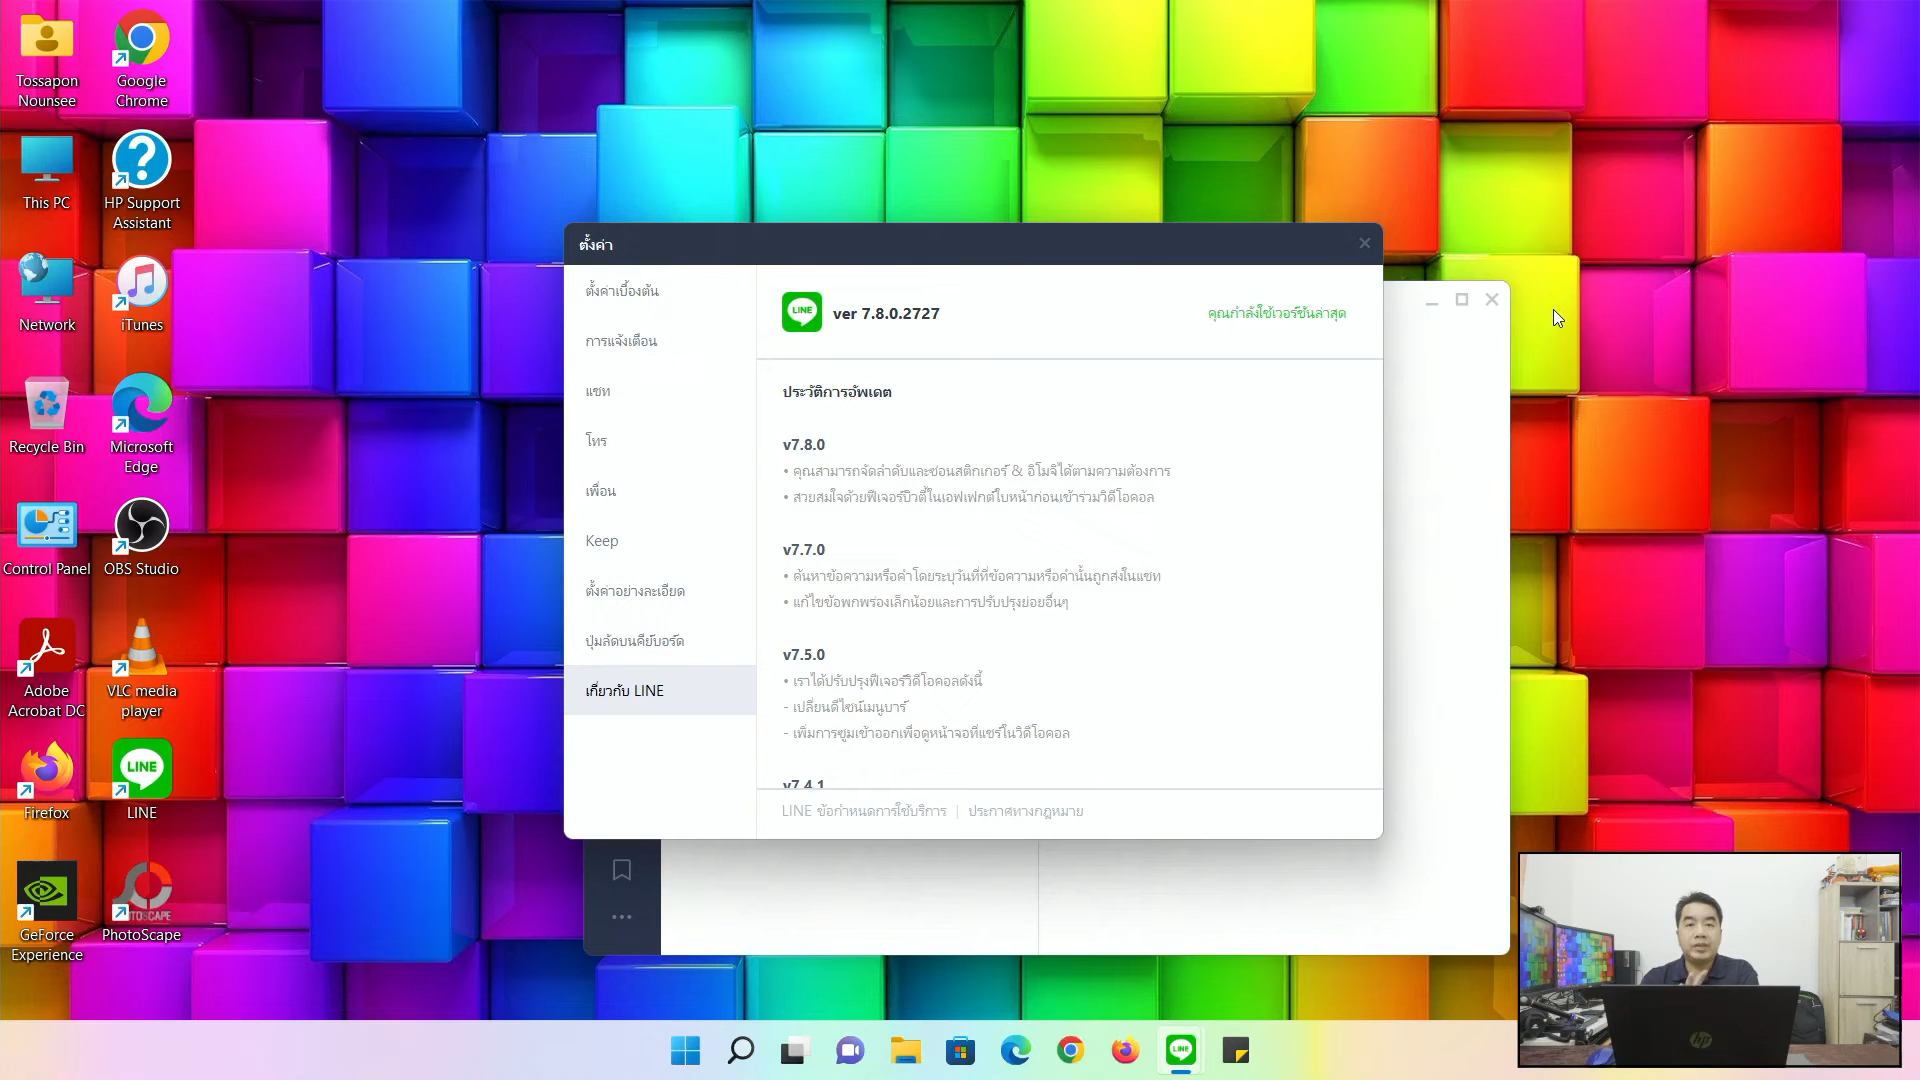 Tossapon
Nounsee
Google
Chrome
This PC
HP Support
Assistant
Network
iTunes
Recycle Bin
Microsoft
Edge
Control Panel
OBS Studio
Adobe
Acrobat DC
VLC media
player
Firefox
LINE
LINE
GeForce
Experience
PhotoScape
ตั้งค่า
ตั้งค่าเบื้องต้น
การแจ้งเตือน
แชท
โทร
เพื่อน
Keep
ตั้งค่าอย่างละเอียด
ปุ่มลัดบนคีย์บอร์ด
เกี่ยวกับ LINE
LINE
ver 7.8.0.2727
คุณกำลังใช้เวอร์ชันล่าสุด
ประวัติการอัพเดต
v7.8.0
• คุณสามารถจัดลำดับและซ่อนสติกเกอร์ & อิโมจิได้ตามความต้องการ
• สวยสมใจด้วยฟีเจอร์บิวตี้ในเอฟเฟกต์ใบหน้าก่อนเข้าร่วมวิดีโอคอล
v7.7.0
• ค้นหาข้อความหรือคำโดยระบุวันที่ที่ข้อความหรือคำนั้นถูกส่งในแชท
• แก้ไขข้อพกพร่องเล็กน้อยและการปรับปรุงย่อยอื่นๆ
v7.5.0
• เราได้ปรับปรุงฟีเจอร์วิดีโอคอลดังนี้
- เปลี่ยนดีไซน์เมนูบาร์
- เพิ่มการซูมเข้าออกเพื่อดูหน้าจอที่แชร์ในวิดีโอคอล
v7.4.1
LINE ข้อกำหนดการใช้บริการ | ประกาศทางกฎหมาย
LINE
hp